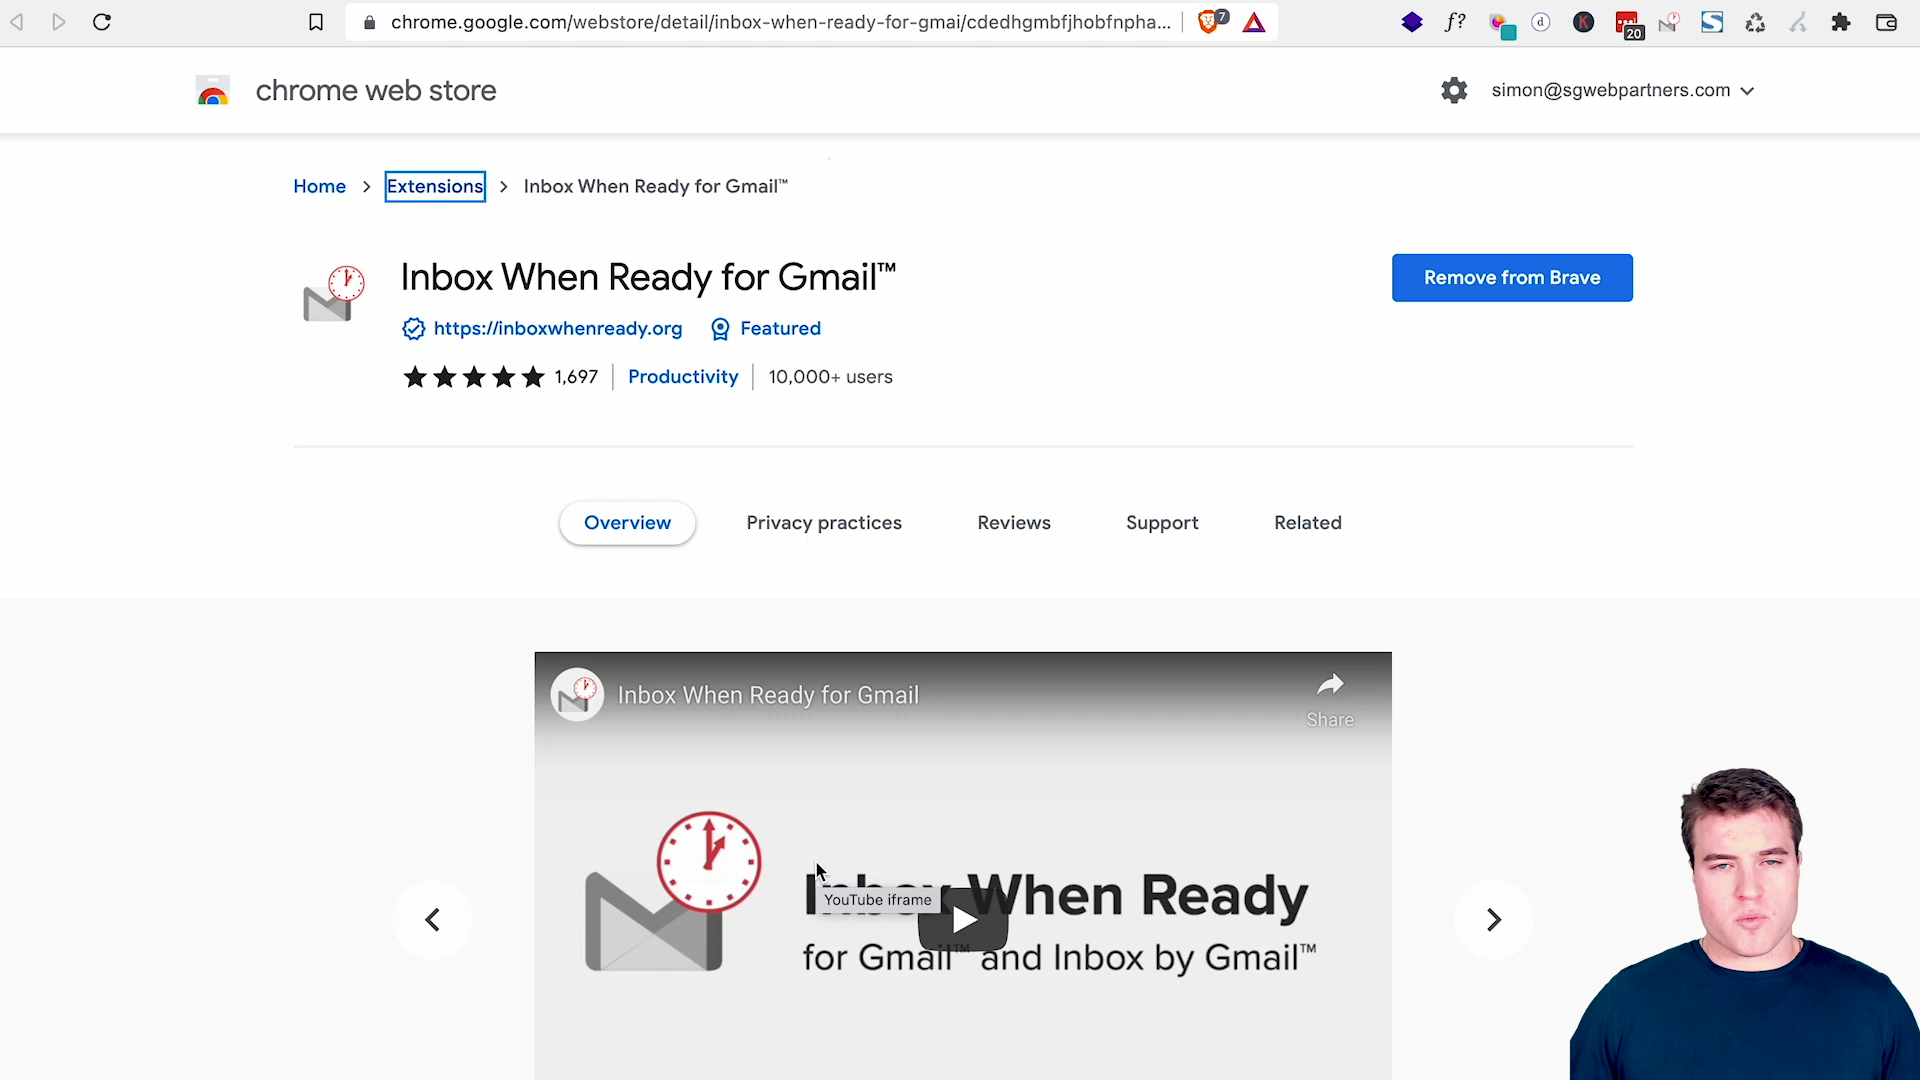 chrome.google.com/webstore/detail/inbox-when-ready-for-gmai/cdedhgmbfjhobfnpha...
7
f?
d
K
20
S
chrome web store
simon@sgwebpartners.com
Home > Extensions > Inbox When Ready for Gmail™
Inbox When Ready for Gmail™
Remove from Brave
https://inboxwhenready.org
Featured
1,697
Productivity
10,000+ users
Overview
Privacy practices
Reviews
Support
Related
Inbox When Ready for Gmail
Share
Inbox When Ready
YouTube iframe
for Gmail™ and Inbox by Gmail™